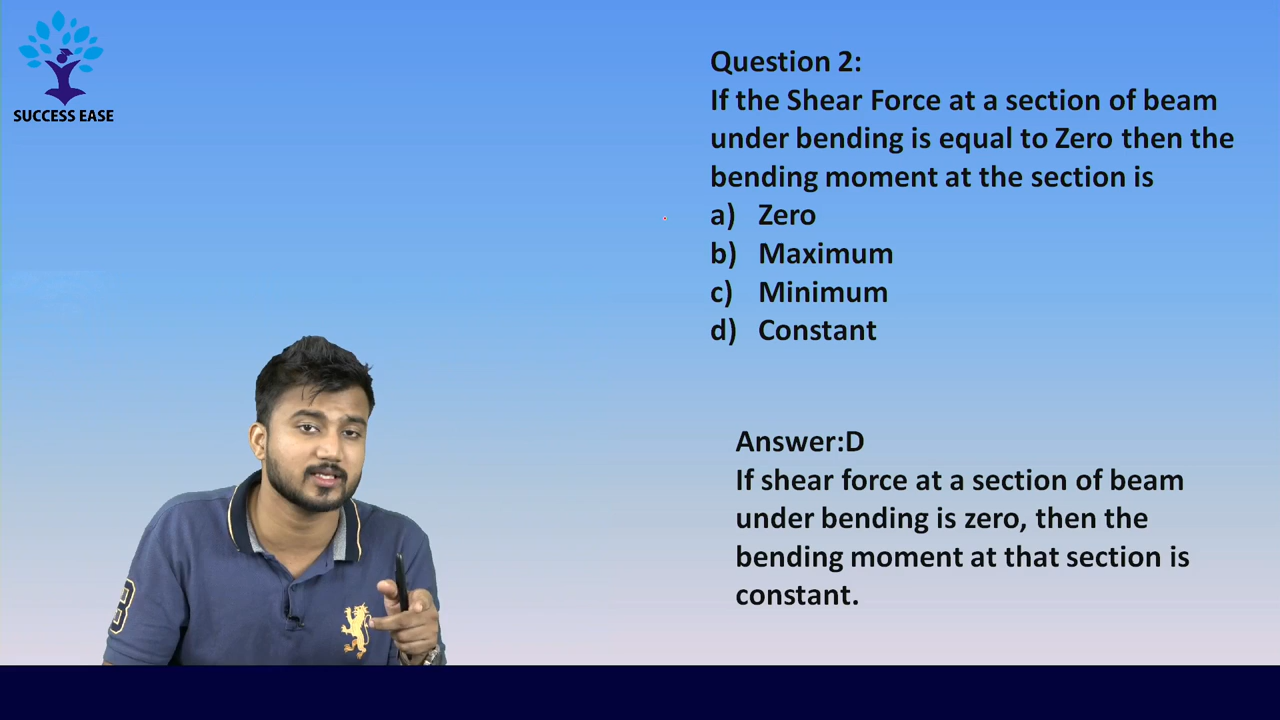 SUCCESS EASE
Question 2:
If the Shear Force at a section of beam
under bending is equal to Zero then the
bending moment at the section is
a) Zero
b) Maximum
c) Minimum
d) Constant
Answer:D
If shear force at a section of beam
under bending is zero, then the
bending moment at that section is
constant.